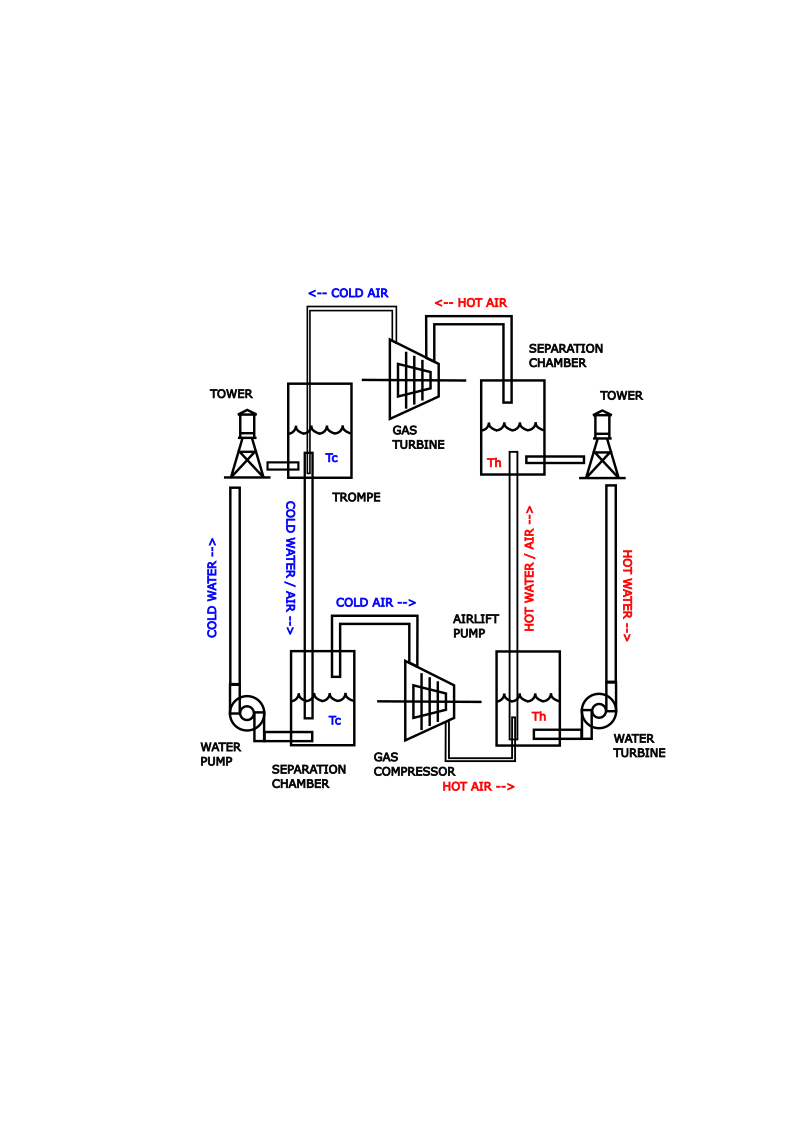 <-- COLD AIR
<-- HOT AIR
SEPARATION
CHAMBER
TOWER
TOWER
GAS
TURBINE
Tc
Th
TROMPE
COLD WATER -->
COLD WATER / AIR -->
HOT WATER / AIR -->
HOT WATER -->
COLD AIR -->
AIRLIFT
PUMP
Tc
Th
WATER
PUMP
SEPARATION
CHAMBER
GAS
COMPRESSOR
WATER
TURBINE
HOT AIR -->